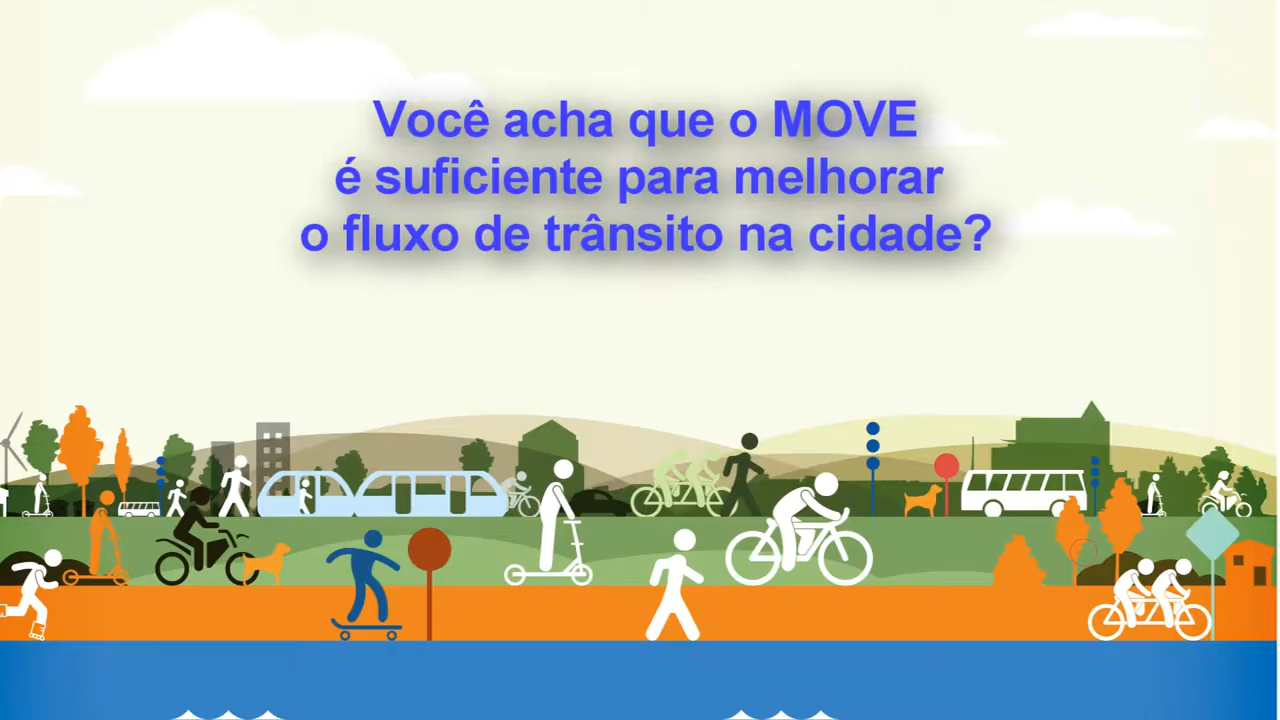 Você acha que o MOVE
é suficiente para melhorar
o fluxo de trânsito na cidade?